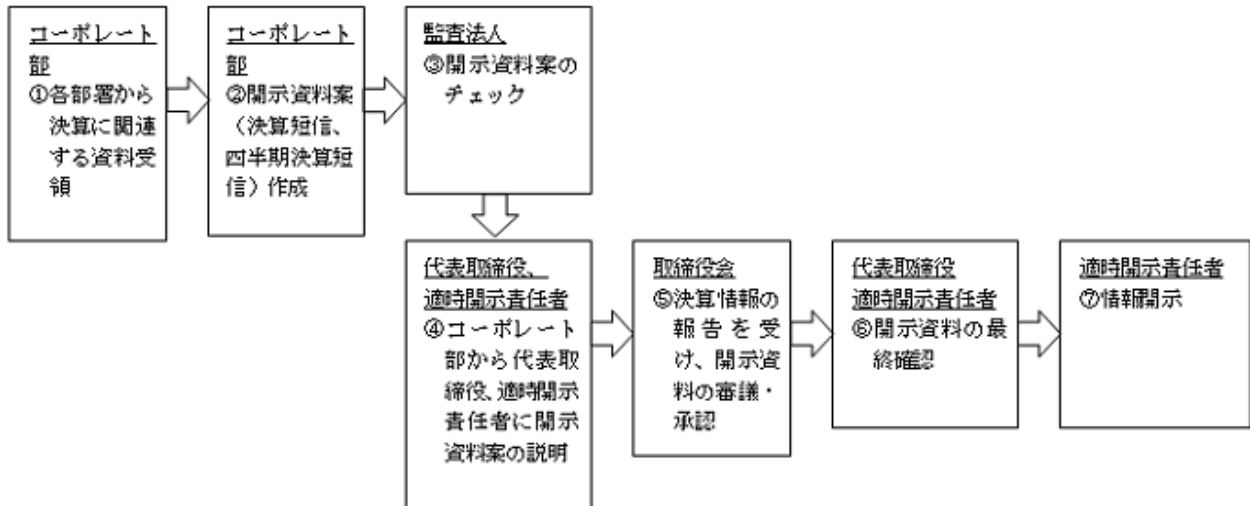 コーポレート
部
①各部署から
決算に関連
する資料受
領
コーポレート
部
②開示資料案
（決算短信、
四半期決算短
信）作成
監査法人
③開示資料案の
チェック
代表取締役、
適時開示責任者
④コーポレート
部から代表取
締役、適時開示
責任者に開示
資料案の説明
取締役会
⑤決算情報の
報告を受
け、開示資
料の審議・
承認
代表取締役
適時開示責任者
⑥開示資料の最
終確認
適時開示責任者
⑦情報開示